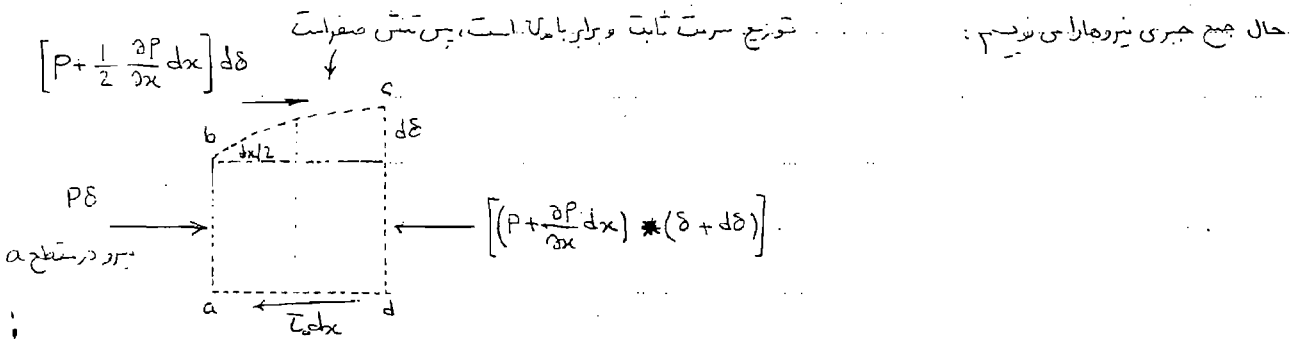 حال جمع جبری نیروها را می نویسیم :
توزیع سرعت ثابت و برابر با u است، پس تنش صفر است
[P + 1/2 ∂P/∂x dx] dδ
b
c
dδ
dx/2
Pδ
[(P + ∂P/∂x dx) * (δ + dδ)]
نیرو در سطح a
a
d
τ₀dx